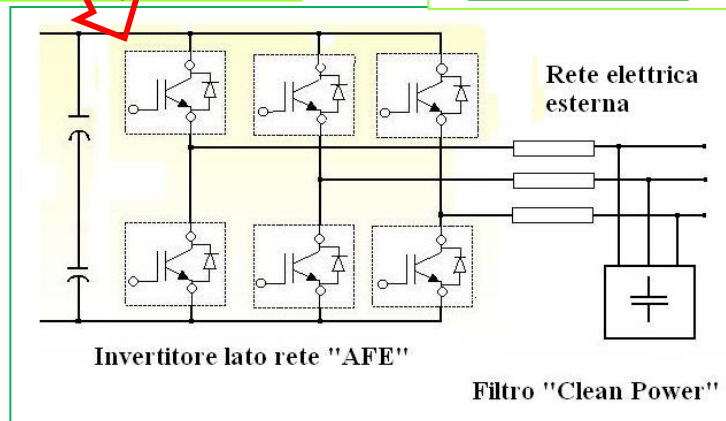 Rete elettrica
esterna
Invertitore lato rete "AFE"
Filtro "Clean Power"